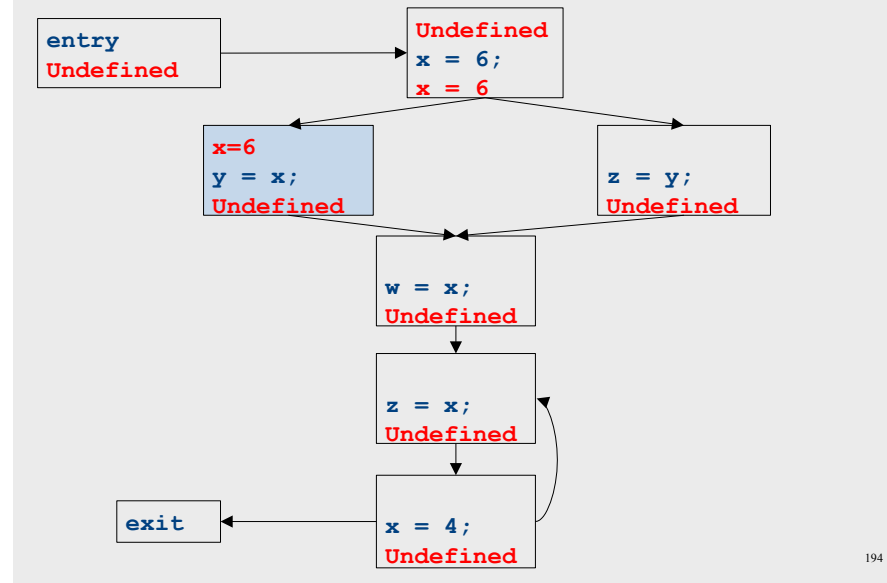 entry
Undefined
Undefined
x = 6;
x = 6
x=6
y = x;
Undefined
z = y;
Undefined
w = x;
Undefined
z = x;
Undefined
x = 4;
Undefined
exit
194